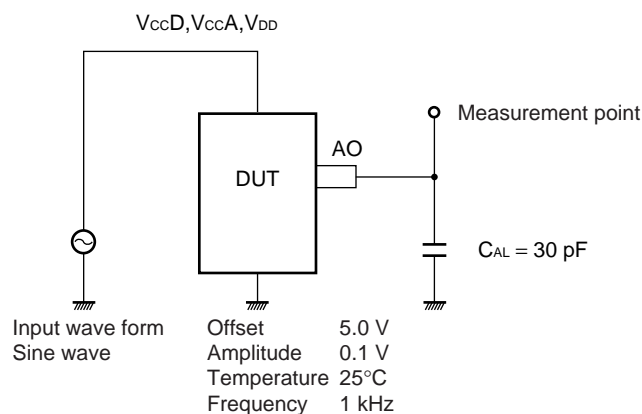 VCCD,VCCA,VDD
Measurement point
AO
DUT
CAL = 30 pF
Input wave form
Sine wave
Offset 5.0 V
Amplitude 0.1 V
Temperature 25°C
Frequency 1 kHz